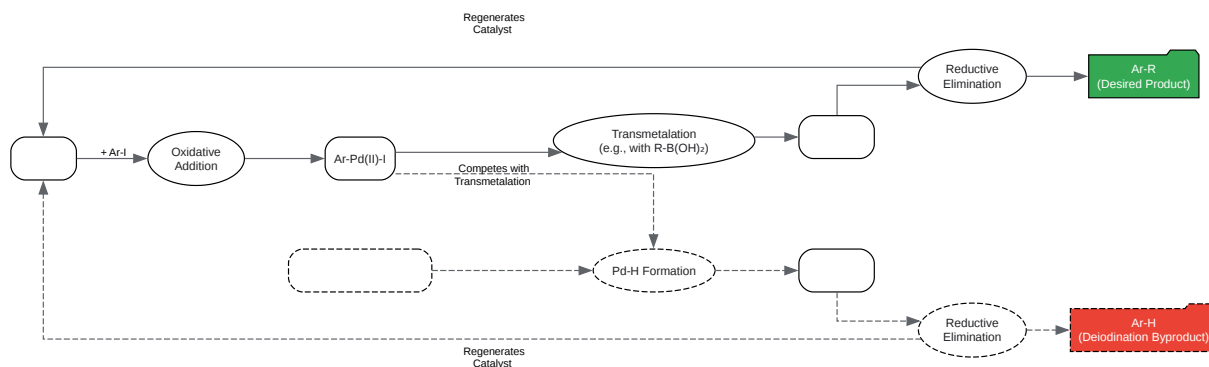 Regenerates
Catalyst
Reductive
Elimination
Ar-R
(Desired Product)
+ Ar-I
Oxidative
Addition
Ar-Pd(II)-I
Transmetalation
(e.g., with R-B(OH)₂)
Competes with
Transmetalation
Pd-H Formation
Reductive
Elimination
Ar-H
(Deiodination Byproduct)
Regenerates
Catalyst